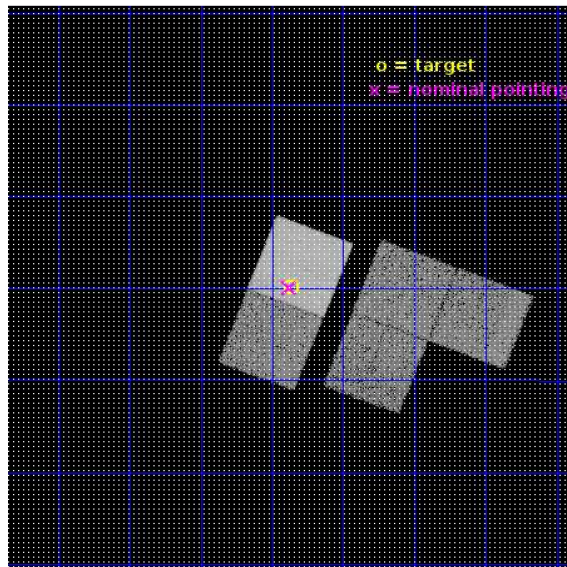 o = target
x = nominal pointing